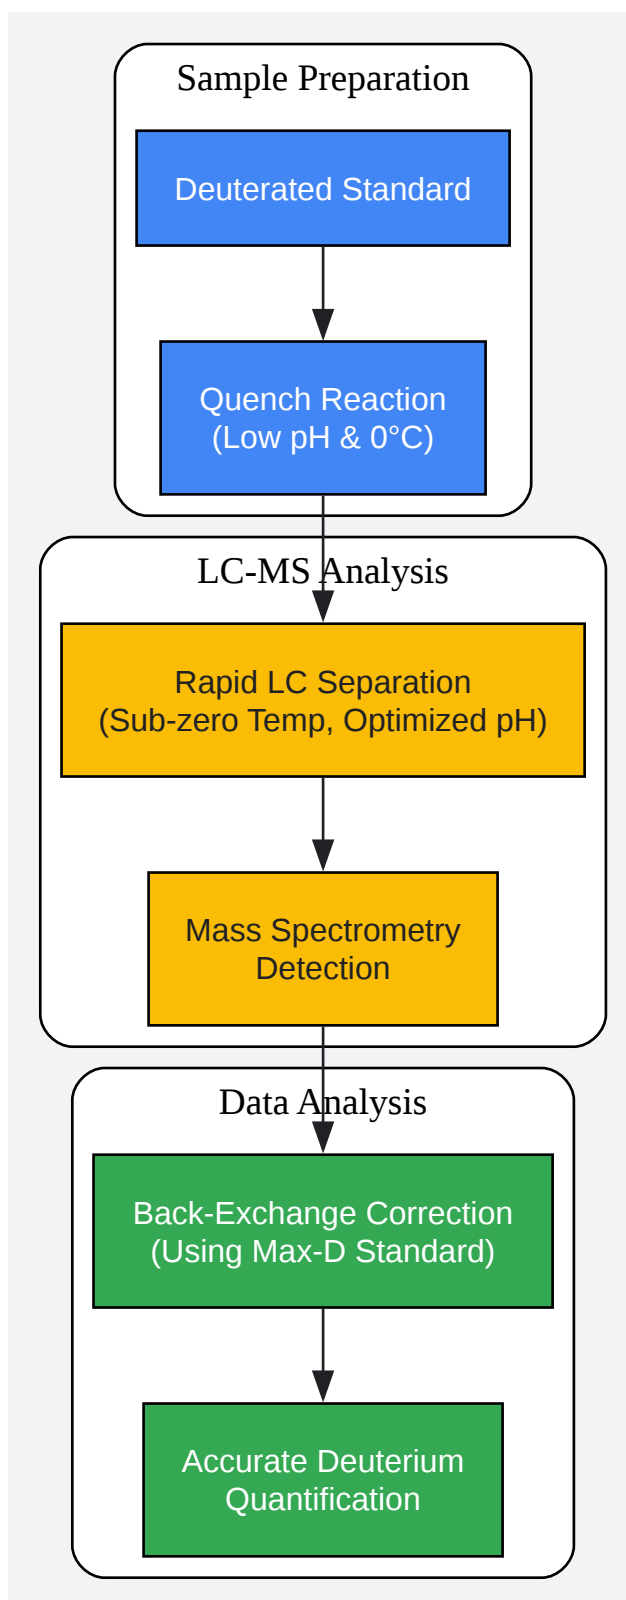 Sample Preparation
Deuterated Standard
Quench Reaction
(Low pH & 0°C)
LC-MS Analysis
Rapid LC Separation
(Sub-zero Temp, Optimized pH)
Mass Spectrometry
Detection
Data Analysis
Back-Exchange Correction
(Using Max-D Standard)
Accurate Deuterium
Quantification